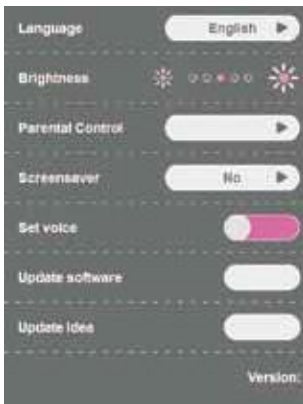 Language English
Brightness
Parental Control
Screensaver No
Set voice
Update software
Update idea
Version: